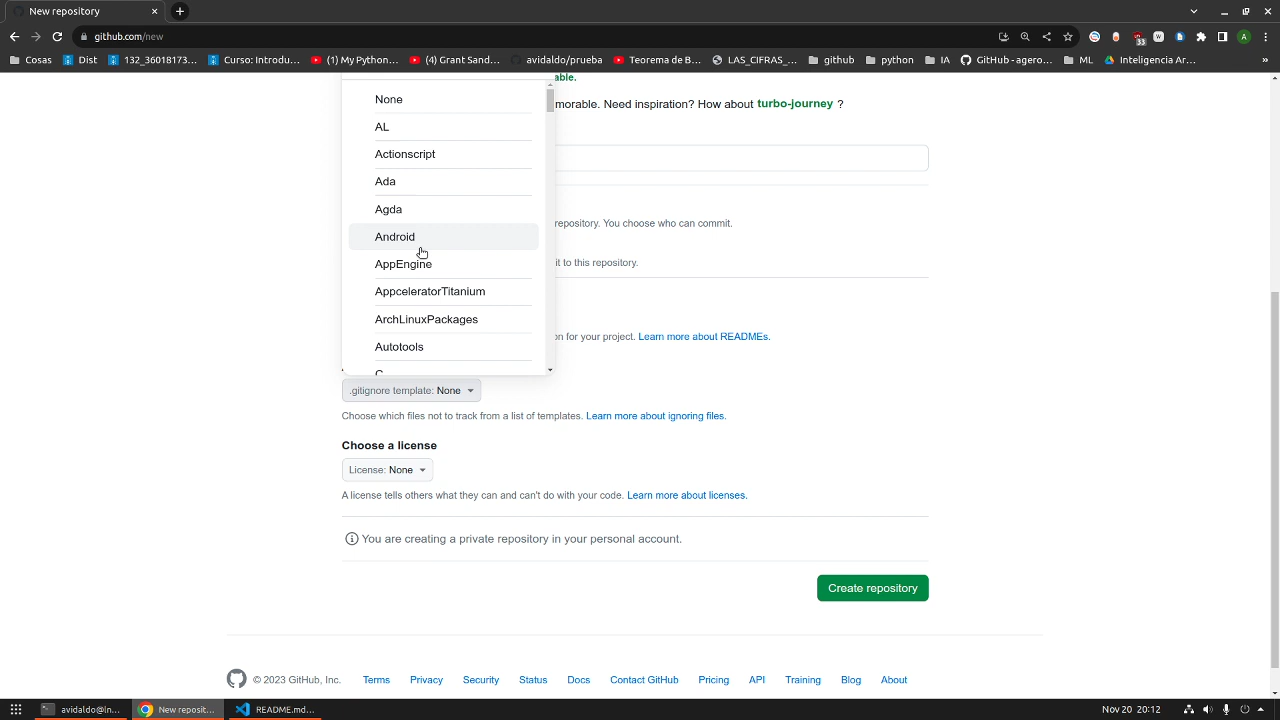 New repository
github.com/new
33
A
Cosas
Dist
132_36018173...
Curso: Introdu...
(1) My Python...
(4) Grant Sand...
avidaldo/prueba
Teorema de B...
LAS_CIFRAS_...
github
python
IA
GitHub - agero...
ML
Inteligencia Ar...
»
able.
morable. Need inspiration? How about turbo-journey ?
None
AL
Actionscript
Ada
Agda
repository. You choose who can commit.
Android
AppEngine
it to this repository.
AppceleratorTitanium
ArchLinuxPackages
on for your project. Learn more about READMEs.
Autotools
C
.gitignore template: None
Choose which files not to track from a list of templates. Learn more about ignoring files.
Choose a license
License: None
A license tells others what they can and can't do with your code. Learn more about licenses.
You are creating a private repository in your personal account.
Create repository
© 2023 GitHub, Inc.
Terms
Privacy
Security
Status
Docs
Contact GitHub
Pricing
API
Training
Blog
About
avidaldo@ln...
New reposit...
README.md...
Nov 20 20:12